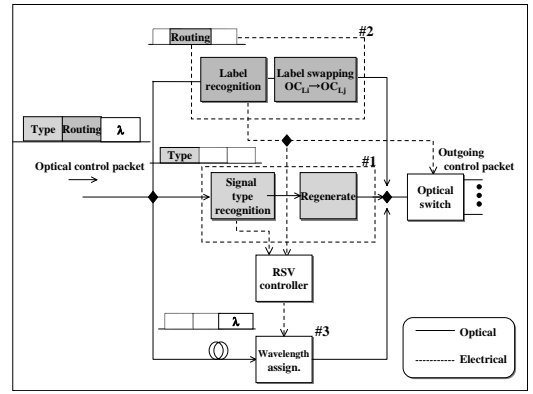 Routing
#2
Label
recognition
Label swapping
OCLi→OCLj
Type Routing λ
Optical control packet
Type
#1
Outgoing
control packet
Signal
type
recognition
Regenerate
Optical
switch
RSV
controller
λ
#3
Wavelength
assign.
Optical
Electrical